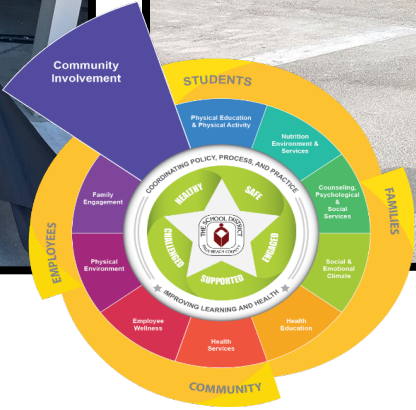 Community
Involvement
STUDENTS
Physical Education
& Physical Activity
Nutrition
Environment &
Services
COORDINATING POLICY, PROCESS, AND PRACTICE
Counseling,
Psychological
&
Social
Services
Family
Engagement
HEALTHY
SAFE
FAMILIES
EMPLOYEES
THE SCHOOL DISTRICT
PALM BEACH COUNTY
CHALLENGED
ENGAGED
SUPPORTED
Physical
Environment
Social &
Emotional
Climate
IMPROVING LEARNING AND HEALTH
Employee
Wellness
Health
Services
Health
Education
COMMUNITY